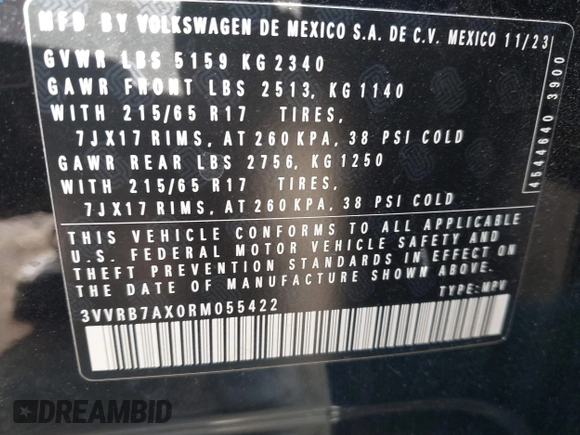 MFD BY VOLKSWAGEN DE MEXICO S.A. DE C.V. MEXICO 11/23
GVWR LBS 5159 KG 2340
GAWR FRONT LBS 2513, KG 1140
WITH 215/65 R17 TIRES,
7JX17 RIMS, AT 260 KPA, 38 PSI COLD
GAWR REAR LBS 2756, KG 1250
WITH 215/65 R17 TIRES,
7JX17 RIMS, AT 260 KPA, 38 PSI COLD
4544640 3900
THIS VEHICLE CONFORMS TO ALL APPLICABLE
U.S. FEDERAL MOTOR VEHICLE SAFETY AND
THEFT PREVENTION STANDARDS IN EFFECT ON
THE DATE OF MANUFACTURE SHOWN ABOVE.
3VVRB7AX0RM055422 TYPE:MPV
DREAMBID